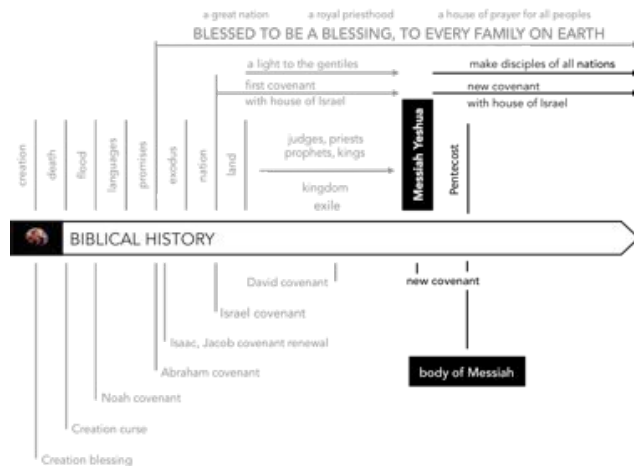 a great nation
a royal priesthood
a house of prayer for all peoples
BLESSED TO BE A BLESSING, TO EVERY FAMILY ON EARTH
a light to the gentiles
make disciples of all nations
first covenant
new covenant
with house of Israel
with house of Israel
creation
death
flood
languages
promises
exodus
nation
land
judges, priests
prophets, kings
kingdom
exile
Messiah Yeshua
Pentecost
BIBLICAL HISTORY
David covenant
new covenant
Israel covenant
Isaac, Jacob covenant renewal
Abraham covenant
body of Messiah
Noah covenant
Creation curse
Creation blessing